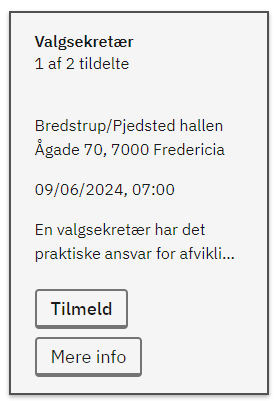 Valgsekretær
1 af 2 tildelte
Bredstrup/Pjedsted hallen
Ågade 70, 7000 Fredericia
09/06/2024, 07:00
En valgsekretær har det
praktiske ansvar for afvikli...
Tilmeld
Mere info